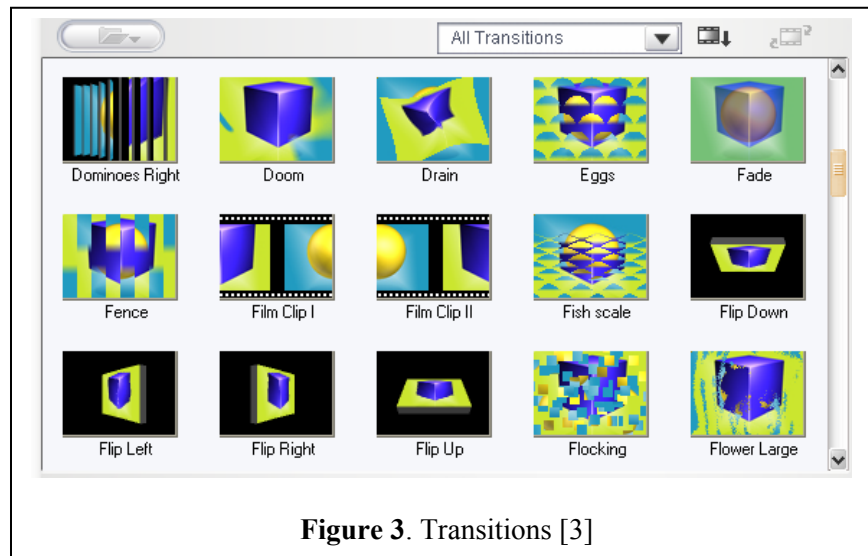 All Transitions
Dominoes Right Doom Drain Eggs Fade
Fence Film Clip I Film Clip II Fish scale Flip Down
Flip Left Flip Right Flip Up Flocking Flower Large
Figure 3. Transitions [3]